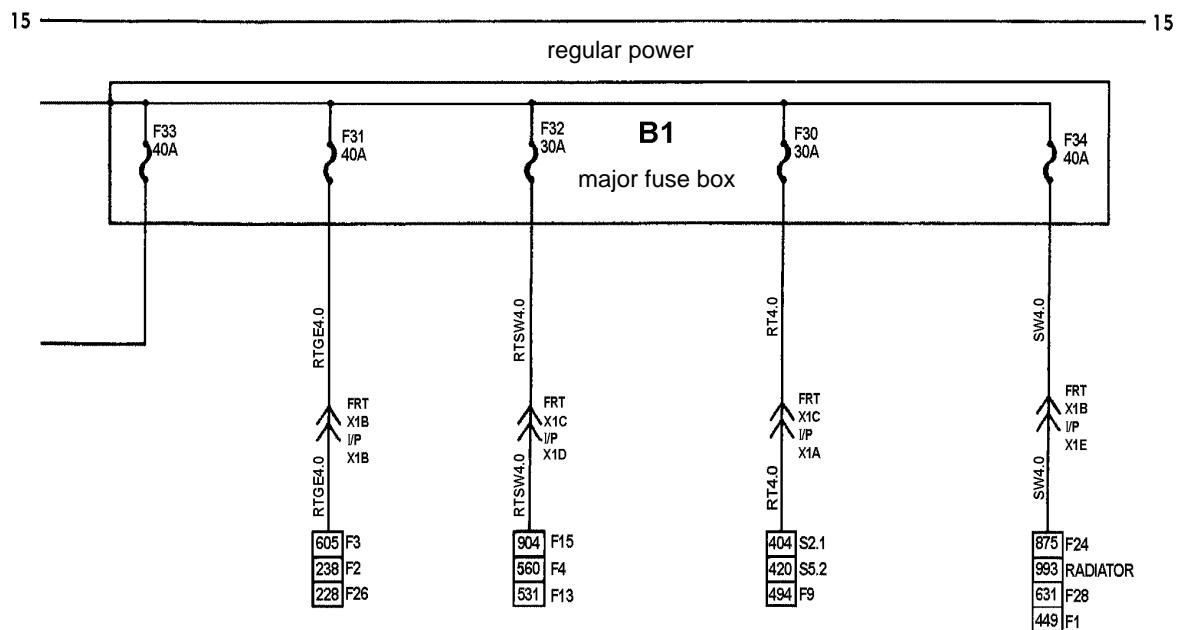 15 15
regular power
F33
40A
F31
40A
F32
30A
B1
major fuse box
F30
30A
F34
40A
RTGE4.0
RTSW4.0
RT4.0
SW4.0
FRT
X1B
I/P
X1B
FRT
X1C
I/P
X1D
FRT
X1C
I/P
X1A
FRT
X1B
I/P
X1E
RTGE4.0
RTSW4.0
RT4.0
SW4.0
605 F3
238 F2
228 F26
904 F15
560 F4
531 F13
404 S2.1
420 S5.2
494 F9
875 F24
993 RADIATOR
631 F28
449 F1